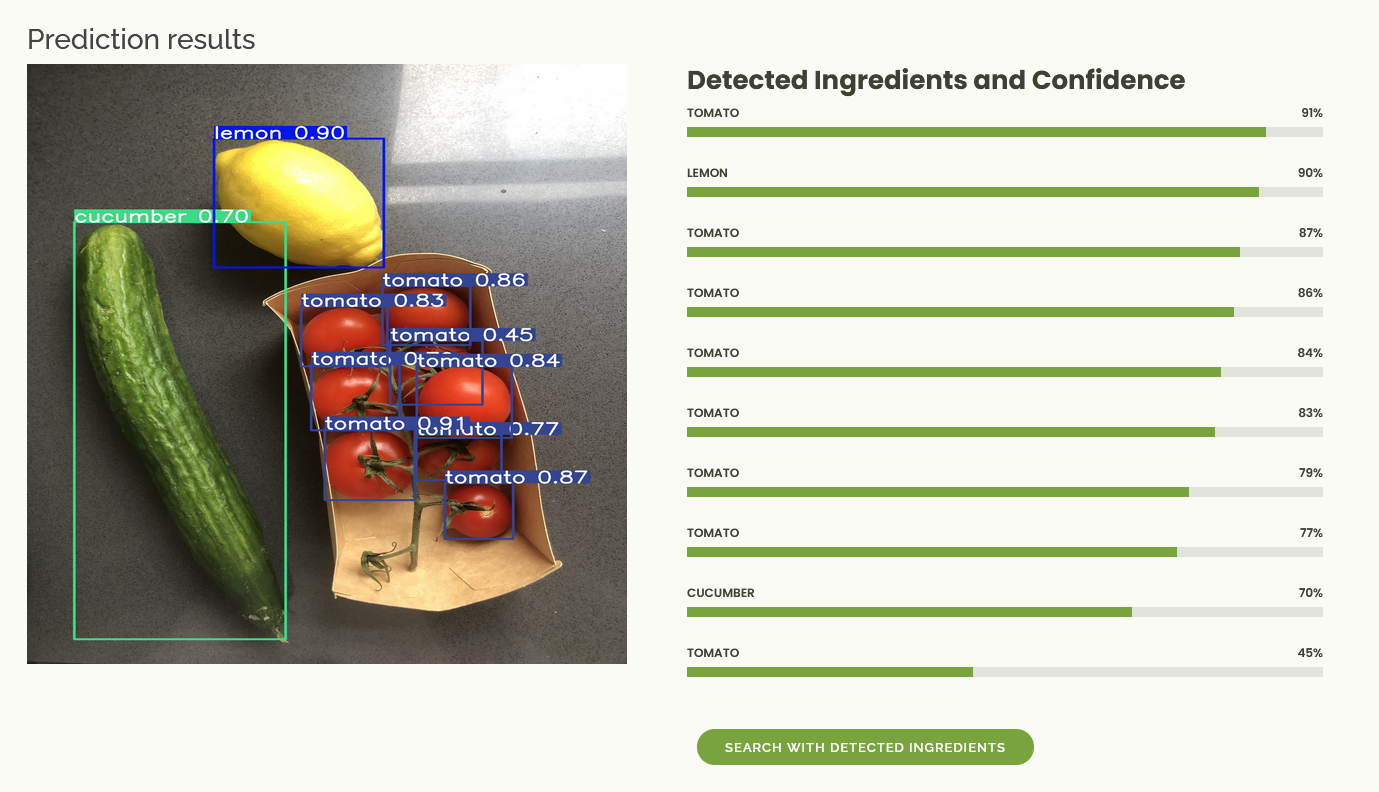 Prediction results
lemon 0.90
cucumber 0.70
tomato 0.86
tomato 0.83
tomato 0.45
tomato
tomato 0.84
tomato 0.91
tomato 0.77
tomato 0.87
Detected Ingredients and Confidence
TOMATO 91%
LEMON 90%
TOMATO 87%
TOMATO 86%
TOMATO 84%
TOMATO 83%
TOMATO 79%
TOMATO 77%
CUCUMBER 70%
TOMATO 45%
SEARCH WITH DETECTED INGREDIENTS